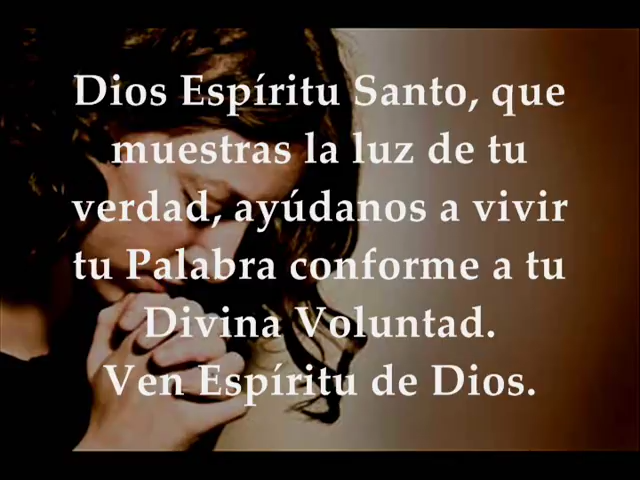 Dios Espíritu Santo, que
muestras la luz de tu
verdad, ayúdanos a vivir
tu Palabra conforme a tu
Divina Voluntad.
Ven Espíritu de Dios.